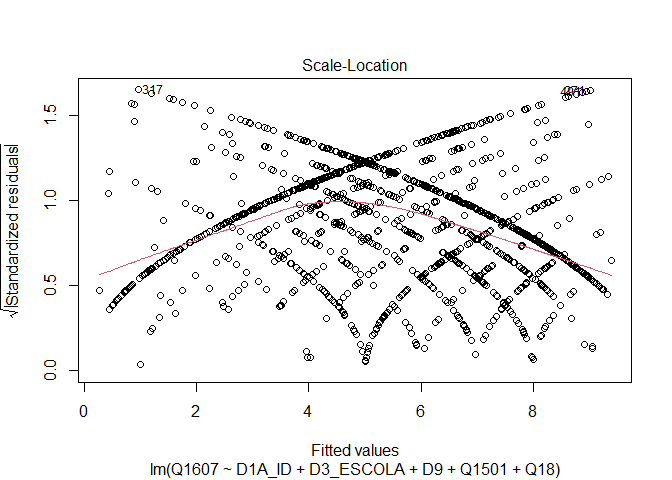 Scale-Location
√|Standardized residuals|
0.0 0.5 1.0 1.5
317
0 2 4 6 8
Fitted values
lm(Q1607 ~ D1A_ID + D3_ESCOLA + D9 + Q1501 + Q18)